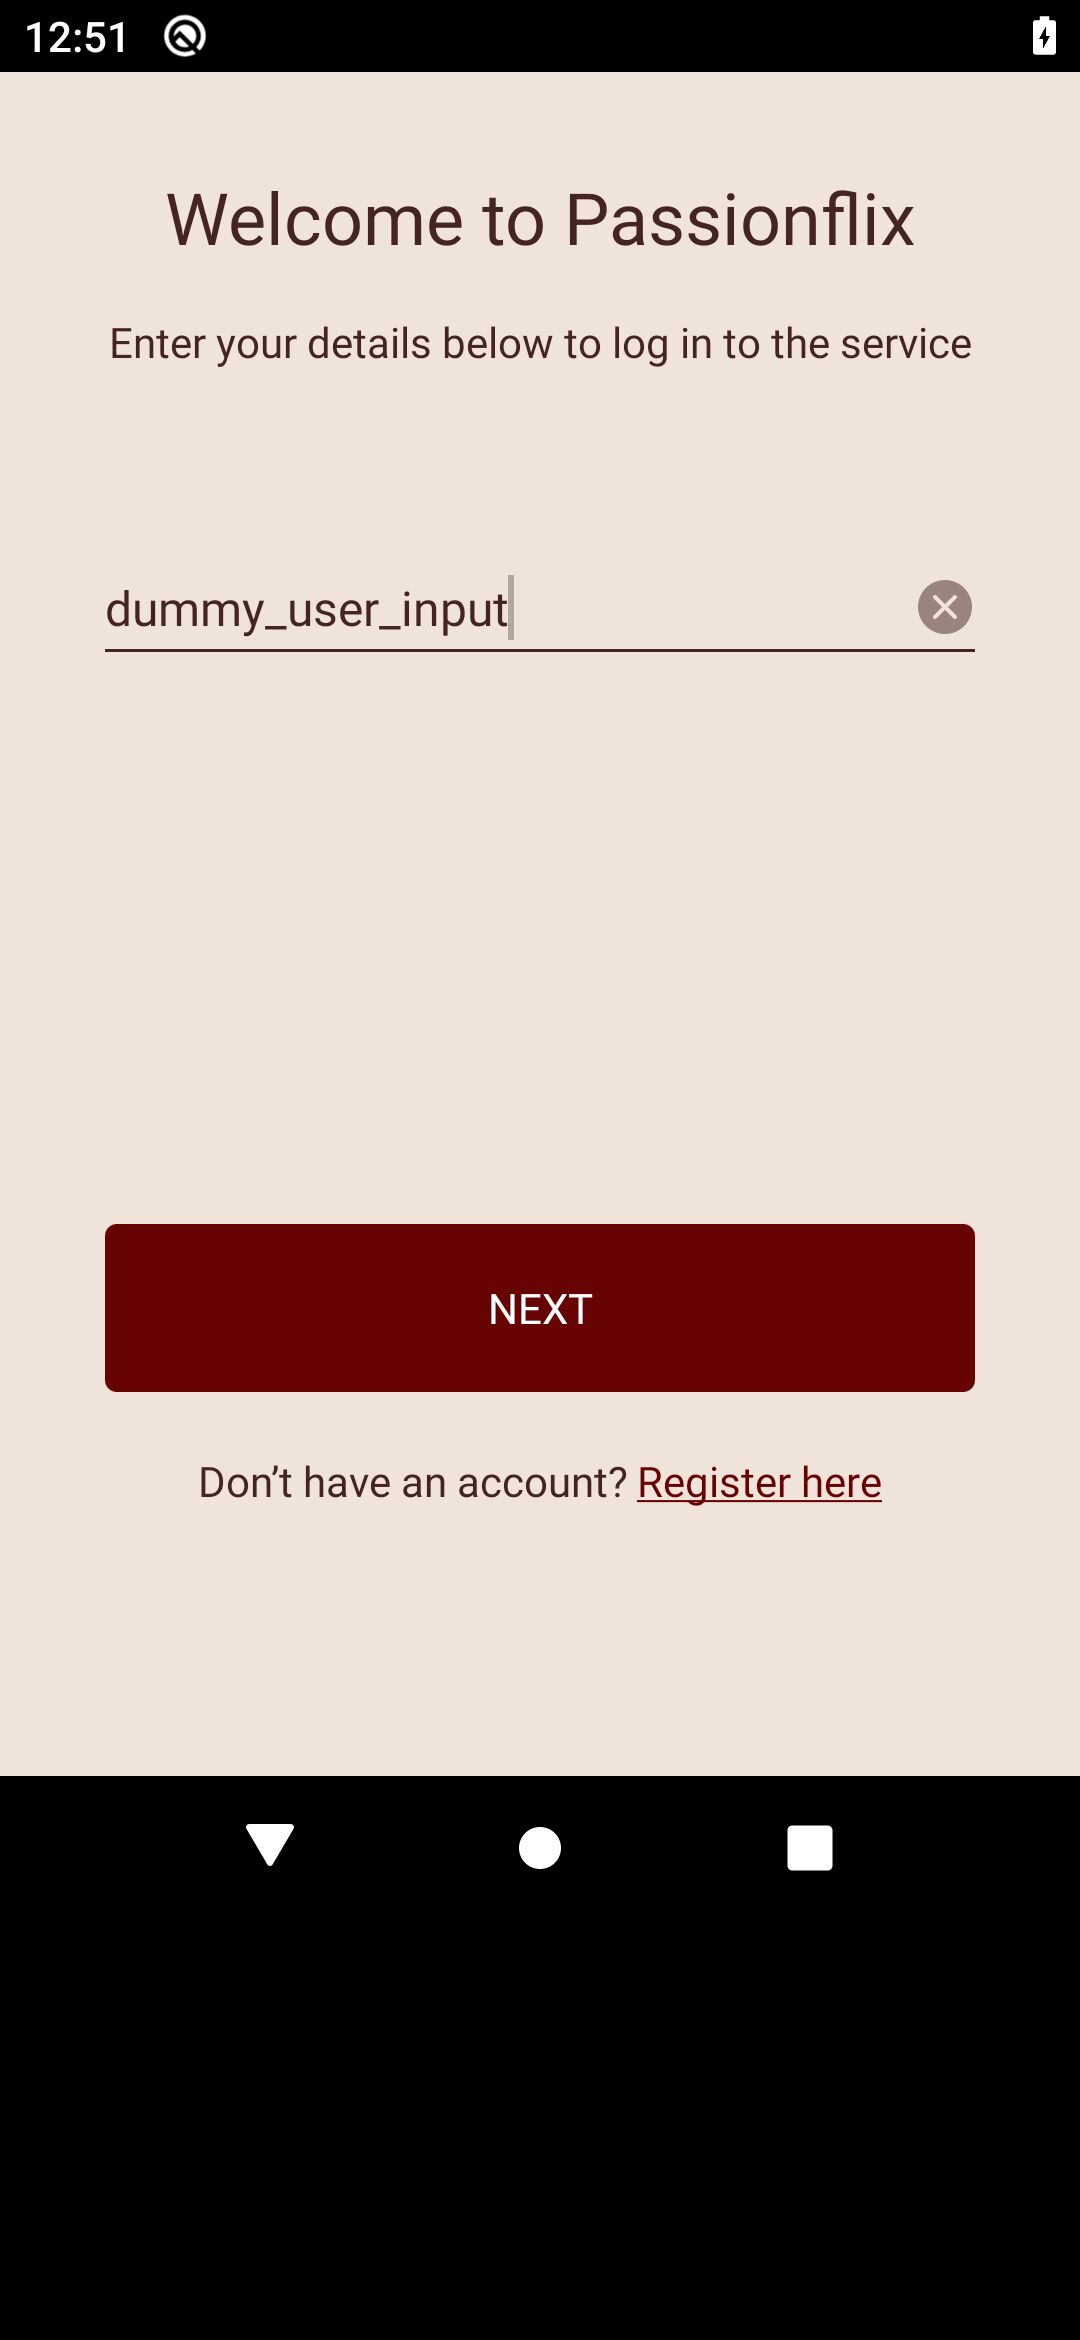 12:51
Welcome to Passionflix
Enter your details below to log in to the service
dummy_user_input
NEXT
Don’t have an account? Register here